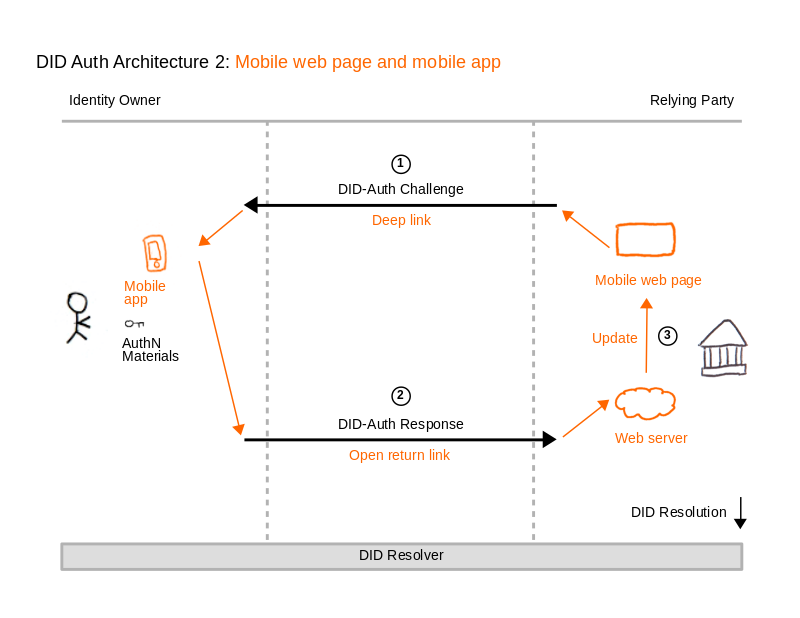 DID Auth Architecture 2: Mobile web page and mobile app
Identity Owner
Relying Party
1
DID-Auth Challenge
Deep link
Mobile
app
AuthN
Materials
Mobile web page
Update
3
2
DID-Auth Response
Open return link
Web server
DID Resolution
DID Resolver